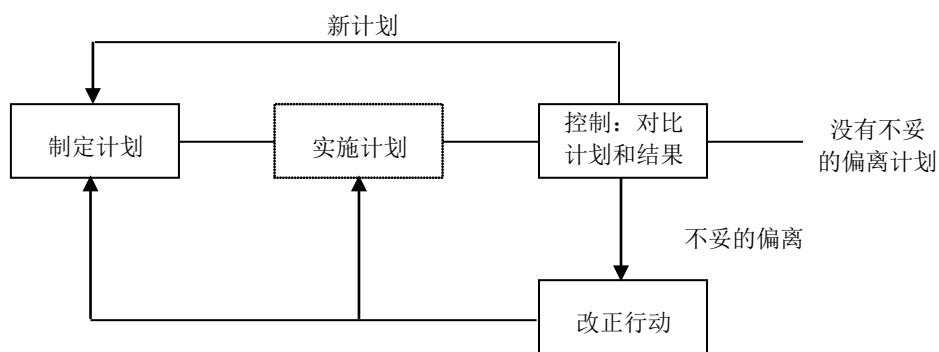 新计划
制定计划
实施计划
控制：对比
计划和结果
没有不妥
的偏离计划
不妥的偏离
改正行动